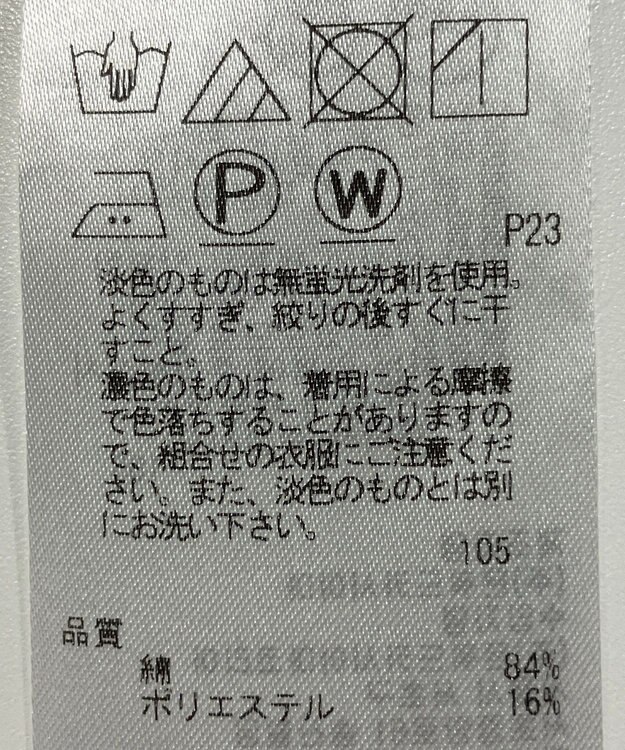 P
W
P23
淡色のものは無蛍光洗剤を使用。
よくすすぎ、絞りの後すぐに干
すこと。
濃色のものは、着用による摩擦
で色落ちすることがありますの
で、組合せの衣服にご注意くだ
さい。また、淡色のものとは別
にお洗い下さい。
105
品質
綿 84%
ポリエステル 16%